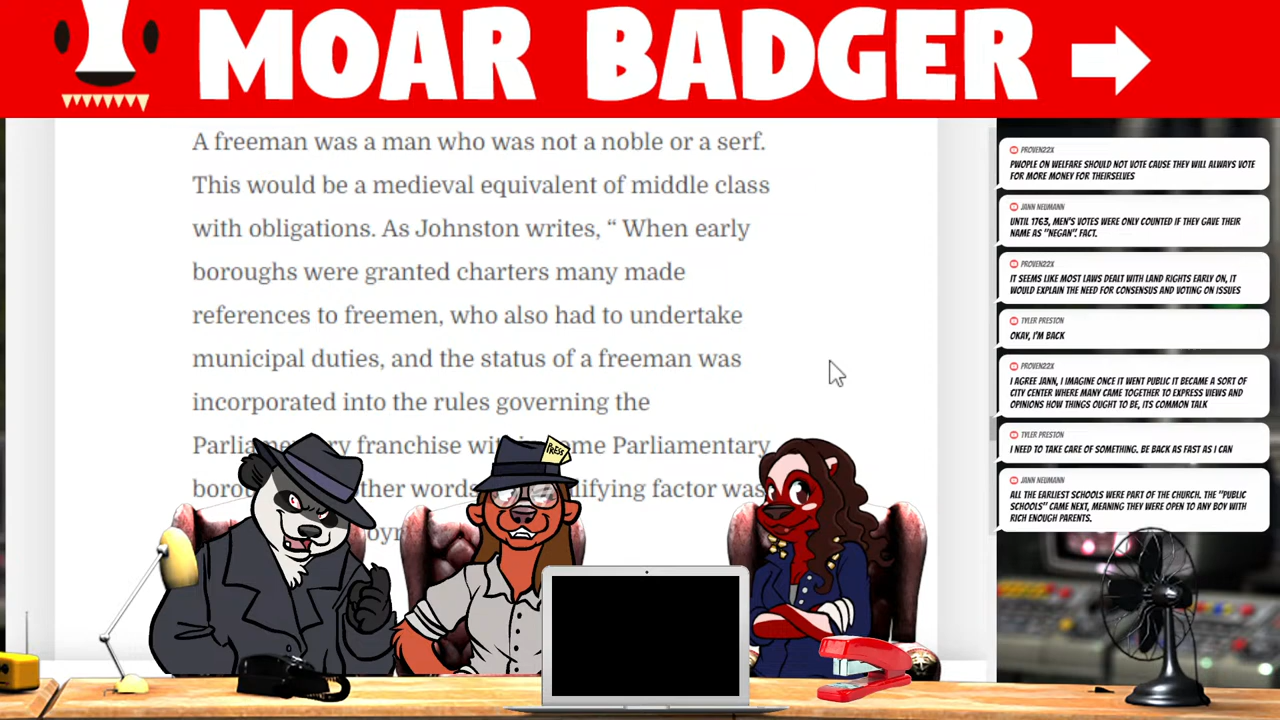 MOAR BADGER
A freeman was a man who was not a noble or a serf.
This would be a medieval equivalent of middle class
with obligations. As Johnston writes, “ When early
boroughs were granted charters many made
references to freemen, who also had to undertake
municipal duties, and the status of a freeman was
incorporated into the rules governing the
franchise Parliamentary
words factor was
PRESS
PROVEN22X
PWOPLE ON WELFARE SHOULD NOT VOTE CAUSE THEY WILL ALWAYS VOTE
FOR MORE MONEY FOR THEIRSELVES
JANN NEUMANN
UNTIL 1763, MEN'S VOTES WERE ONLY COUNTED IF THEY GAVE THEIR
NAME AS "NEGAN". FACT.
PROVEN22X
IT SEEMS LIKE MOST LAWS DEALT WITH LAND RIGHTS EARLY ON, IT
WOULD EXPLAIN THE NEED FOR CONSENSUS AND VOTING ON ISSUES
TYLER PRESTON
OKAY, I'M BACK
PROVEN22X
I AGREE JANN, I IMAGINE ONCE IT WENT PUBLIC IT BECAME A SORT OF
CITY CENTER WHERE MANY CAME TOGETHER TO EXPRESS VIEWS AND
OPINIONS HOW THINGS OUGHT TO BE, ITS COMMON TALK
TYLER PRESTON
I NEED TO TAKE CARE OF SOMETHING. BE BACK AS FAST AS I CAN
JANN NEUMANN
ALL THE EARLIEST SCHOOLS WERE PART OF THE CHURCH. THE "PUBLIC
SCHOOLS" CAME NEXT, MEANING THEY WERE OPEN TO ANY BOY WITH
RICH ENOUGH PARENTS.